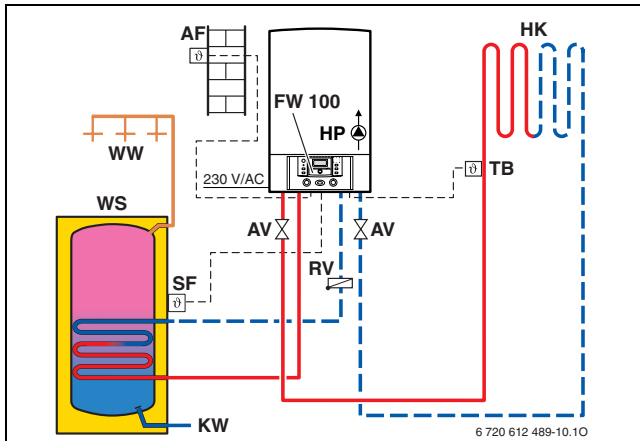 AF
ϑ
FW 100
HP
HK
WW
230 V/AC
ϑ
TB
WS
AV
AV
SF
ϑ
RV
KW
6 720 612 489-10.1O